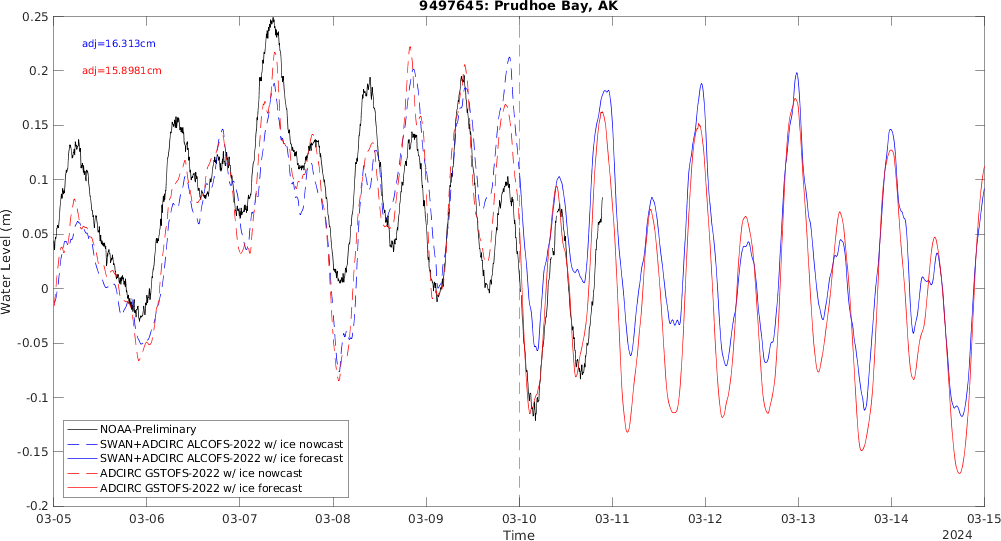 9497645: Prudhoe Bay, AK
adj=16.313cm
adj=15.8981cm
Water Level (m)
0.25
0.2
0.15
0.1
0.05
0
-0.05
-0.1
-0.15
-0.2
NOAA-Preliminary
SWAN+ADCIRC ALCOFS-2022 w/ ice nowcast
SWAN+ADCIRC ALCOFS-2022 w/ ice forecast
ADCIRC GSTOFS-2022 w/ ice nowcast
ADCIRC GSTOFS-2022 w/ ice forecast
03-05 03-06 03-07 03-08 03-09 03-10 03-11 03-12 03-13 03-14 03-15
Time
2024